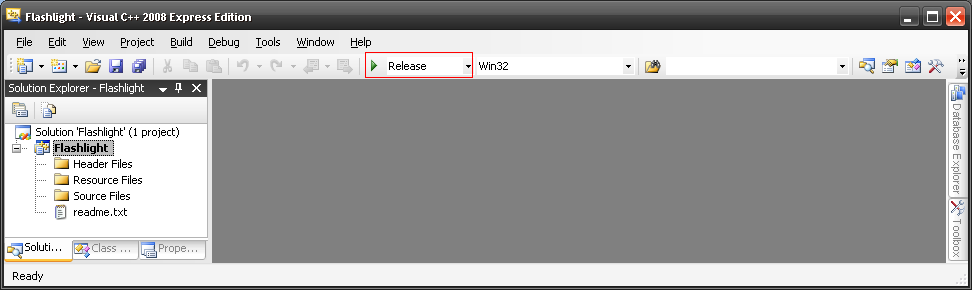 Flashlight - Visual C++ 2008 Express Edition
File Edit View Project Build Debug Tools Window Help
Release Win32
Solution Explorer - Flashlight
Solution 'Flashlight' (1 project)
Flashlight
Header Files
Resource Files
Source Files
readme.txt
Soluti... Class ... Prope...
Database Explorer
Toolbox
Ready